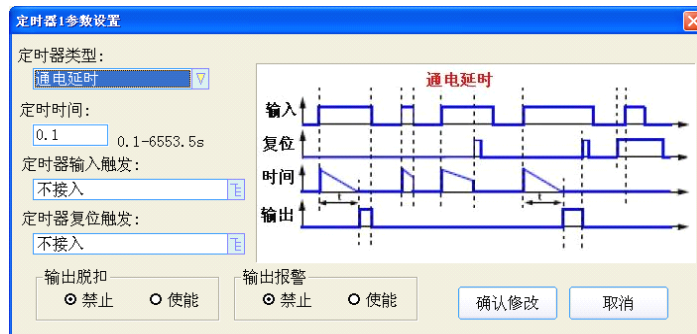 定时器1参数设置
定时器类型:
通电延时
定时时间:
0.1 0.1-6553.5s
定时器输入触发:
不接入
定时器复位触发:
不接入
通电延时
输入
复位
时间
t t
输出
输出脱扣
禁止 使能
输出报警
禁止 使能
确认修改 取消